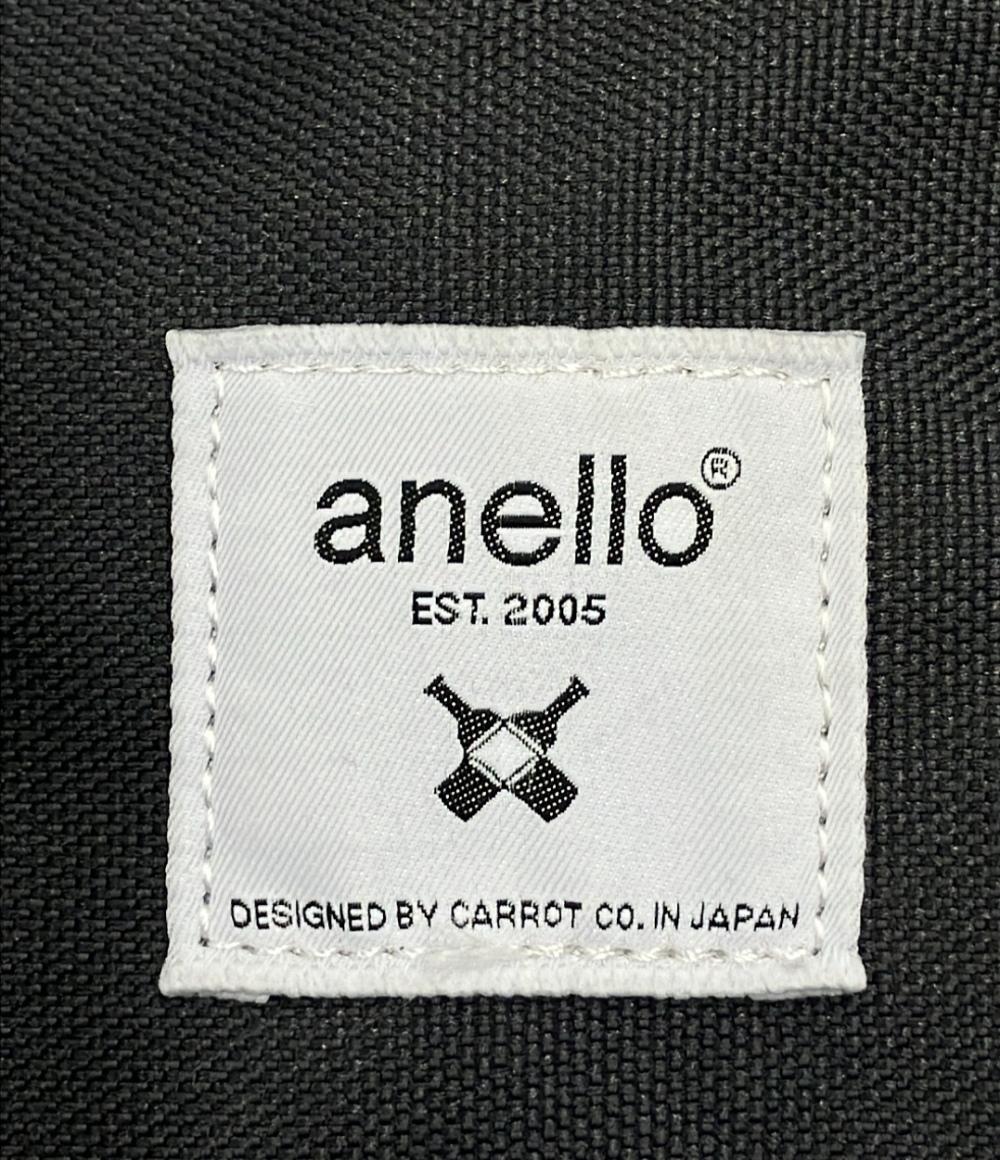 anello®
EST. 2005
DESIGNED BY CARROT CO. IN JAPAN